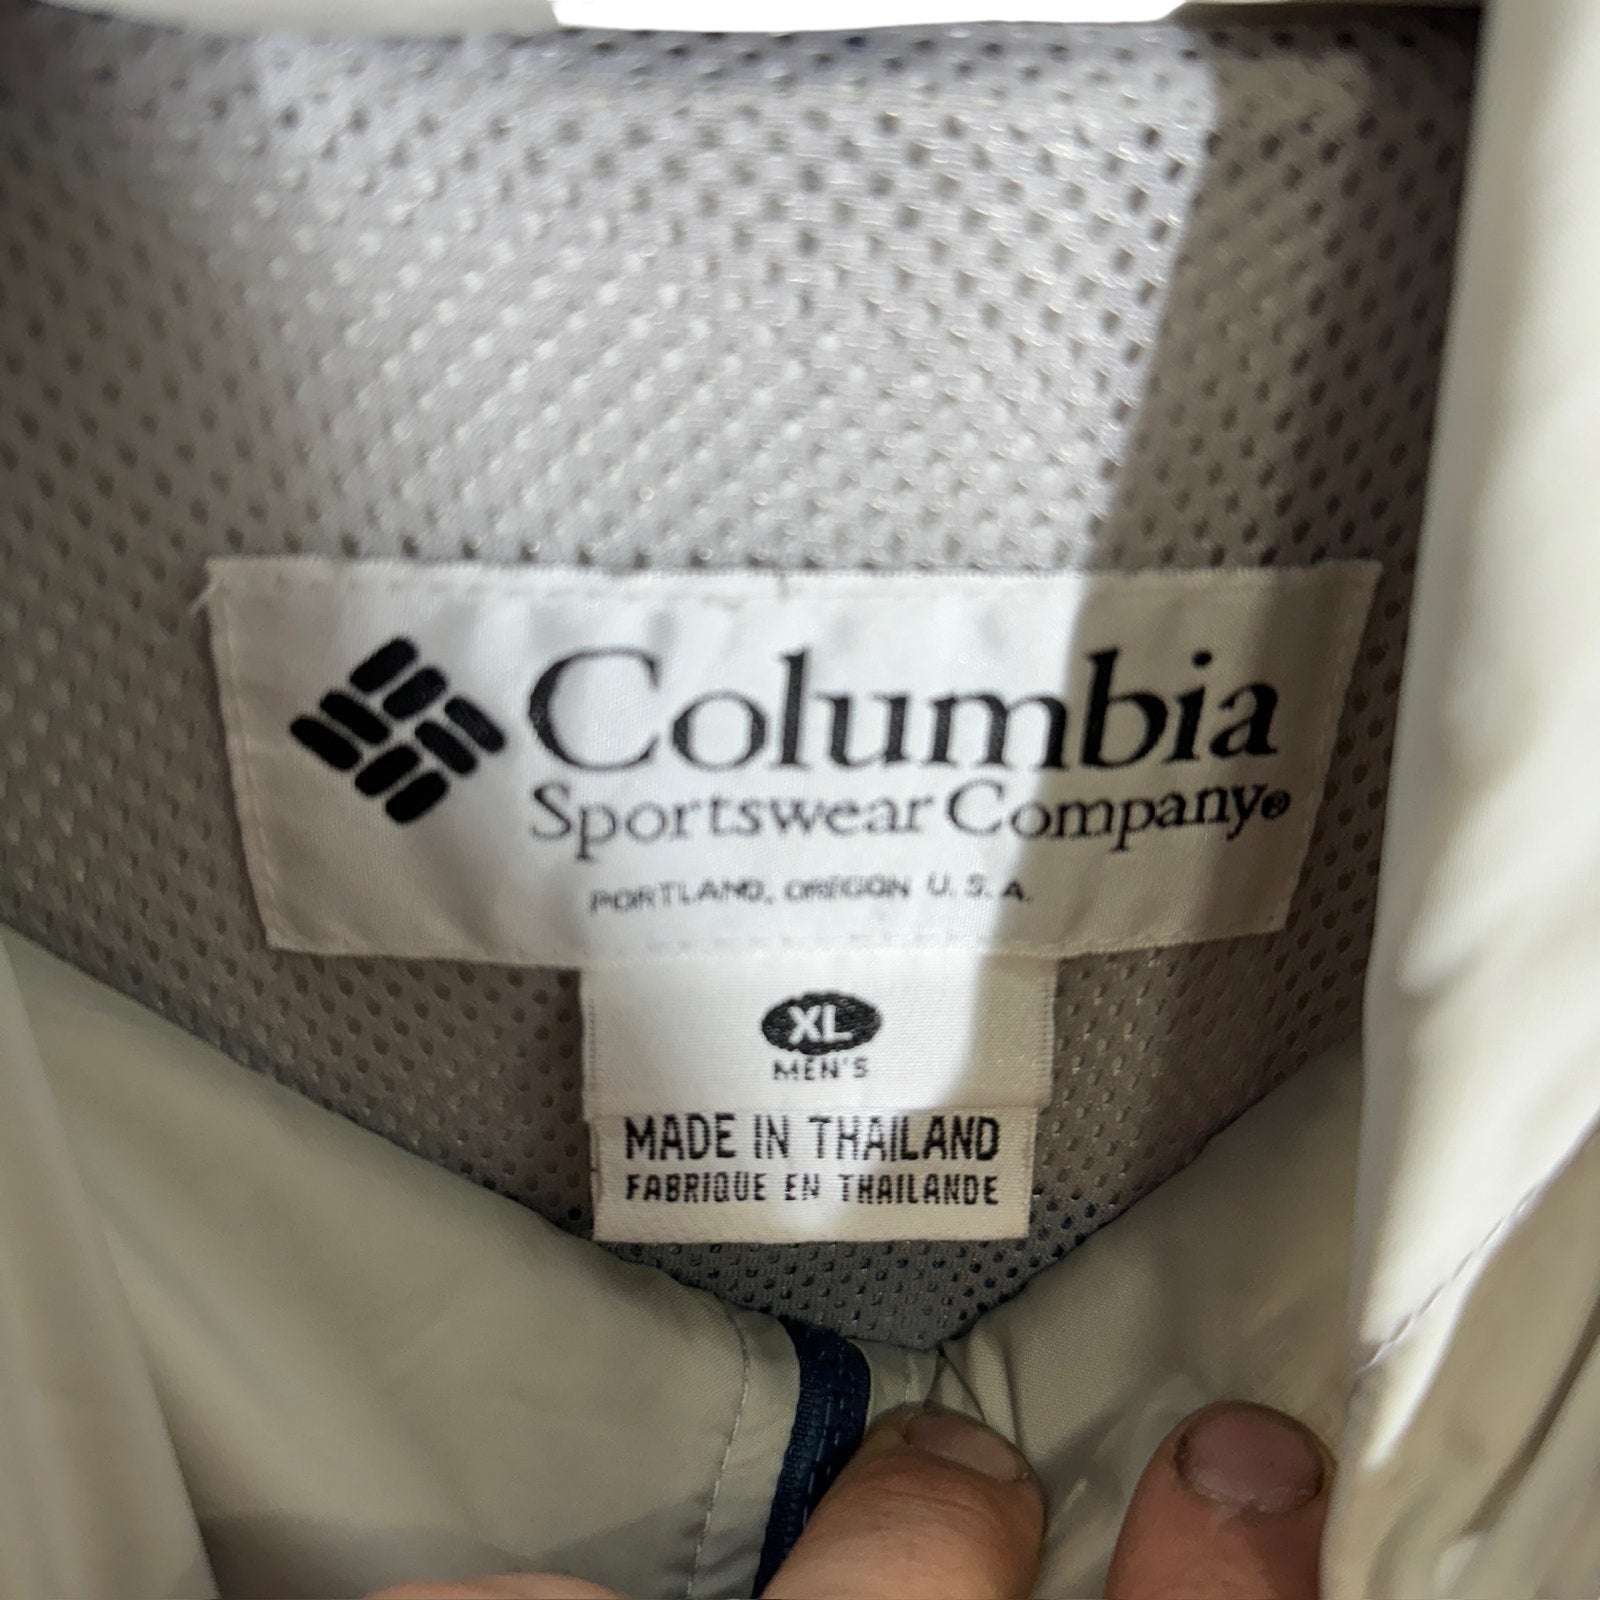 Columbia
Sportswear Company®
PORTLAND, OREGON U.S.A.
XL
MEN'S
MADE IN THAILAND
FABRIQUE EN THAILANDE